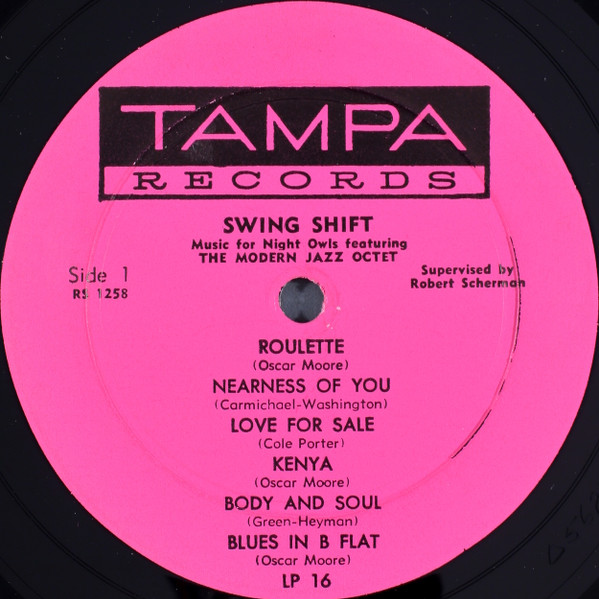 TAMPA
RECORDS
SWING SHIFT
Music for Night Owls featuring
THE MODERN JAZZ OCTET
Side 1
RS 1258
Supervised by
Robert Scherman
ROULETTE
(Oscar Moore)
NEARNESS OF YOU
(Carmichael-Washington)
LOVE FOR SALE
(Cole Porter)
KENYA
(Oscar Moore)
BODY AND SOUL
(Green-Heyman)
BLUES IN B FLAT
(Oscar Moore)
LP 16